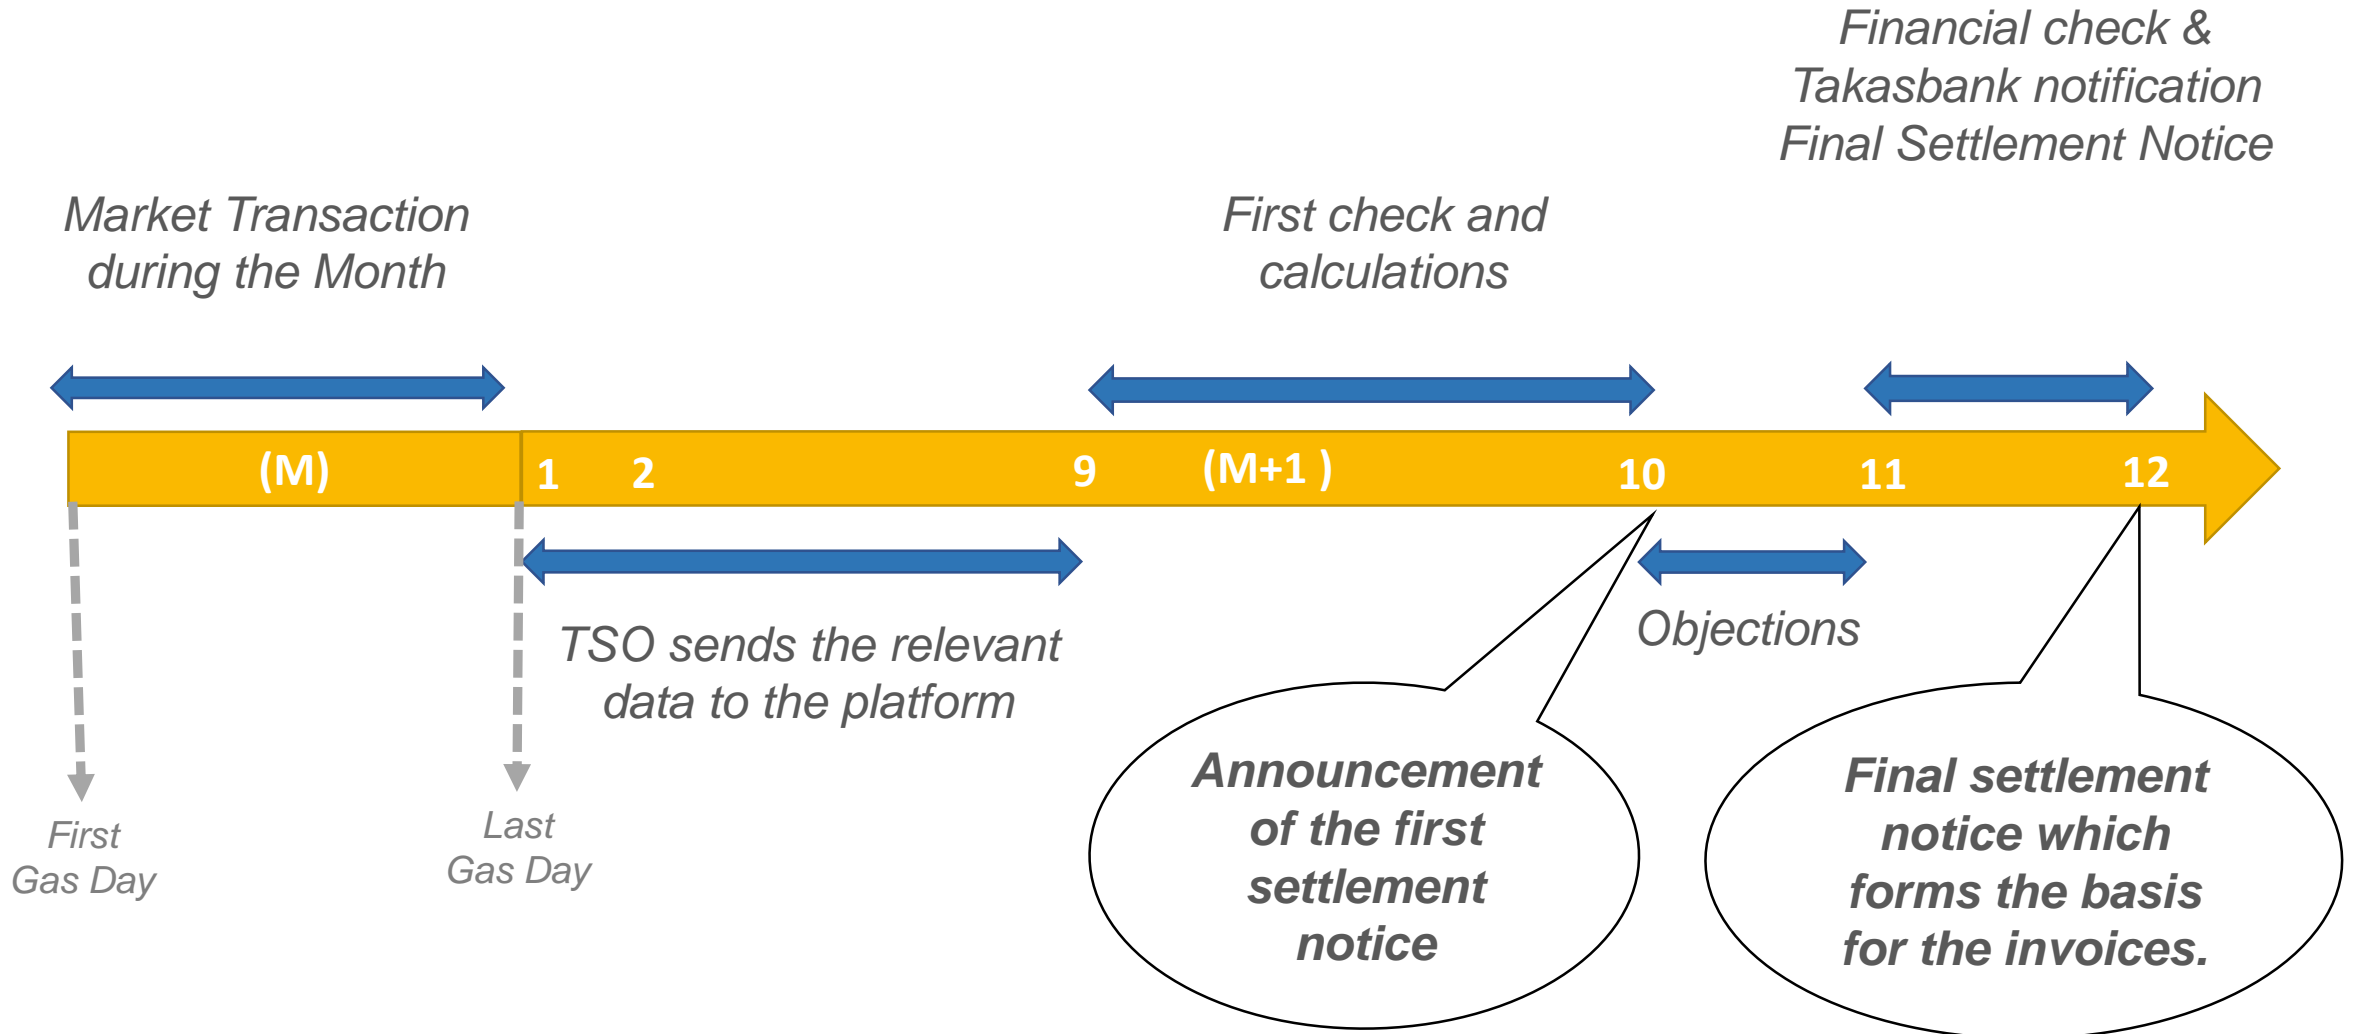 Financial check &
Takasbank notification
Final Settlement Notice
Market Transaction
during the Month
First check and
calculations
(M)
1
2
9
(M+1 )
10
11
12
TSO sends the relevant
data to the platform
Objections
First
Gas Day
Last
Gas Day
Announcement
of the first
settlement
notice
Final settlement
notice which
forms the basis
for the invoices.